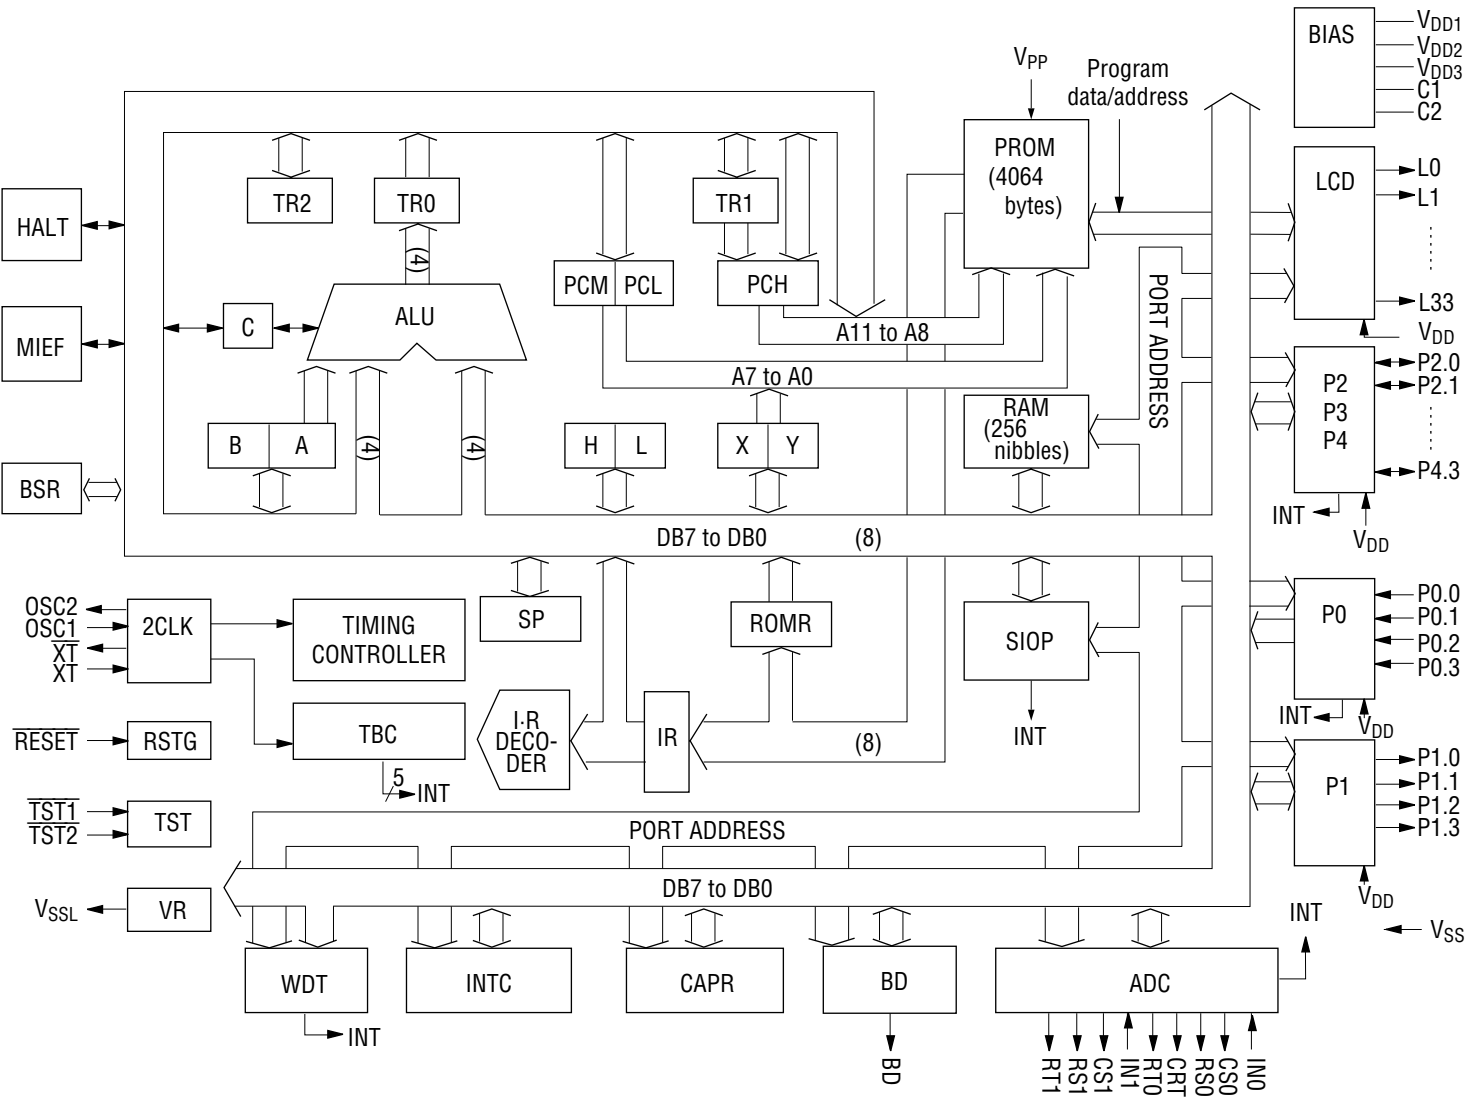 BIAS
VDD1
VDD2
VDD3
C1
C2
VPP
Program
data/address
PROM
(4064
bytes)
LCD
L0
L1
L33
VDD
HALT
TR2
TR0
TR1
(4)
PCM
PCL
PCH
PORT ADDRESS
MIEF
C
ALU
A11 to A8
A7 to A0
P2
P3
P4
P2.0
P2.1
P4.3
INT
VDD
B
A
(4)
(4)
H
L
X
Y
RAM
(256
nibbles)
BSR
DB7 to DB0
(8)
OSC2
OSC1
XT
XT
2CLK
TIMING
CONTROLLER
SP
ROMR
SIOP
INT
P0
P0.0
P0.1
P0.2
P0.3
INT
VDD
RESET
RSTG
TBC
5
INT
I·R
DECO-
DER
IR
(8)
P1
P1.0
P1.1
P1.2
P1.3
VDD
TST1
TST2
TST
PORT ADDRESS
DB7 to DB0
VSSL
VR
INT
VSS
WDT
INT
INTC
CAPR
BD
BD
ADC
RT1
RS1
CS1
IN1
RT0
CRT
RS0
CS0
IN0